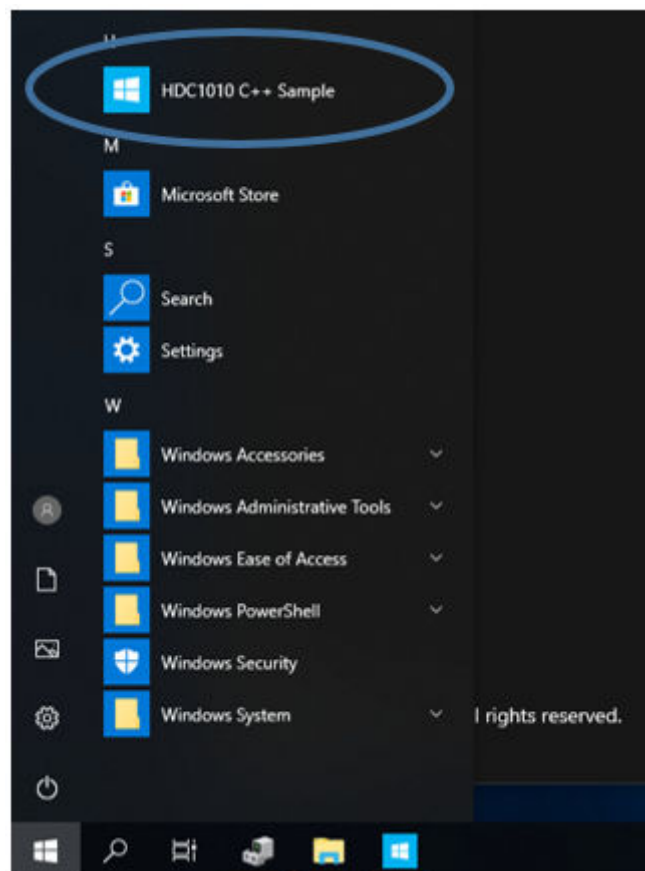 HDC1010 C++ Sample
M
Microsoft Store
S
Search
Settings
W
Windows Accessories
Windows Administrative Tools
Windows Ease of Access
Windows PowerShell
Windows Security
Windows System
l rights reserved.